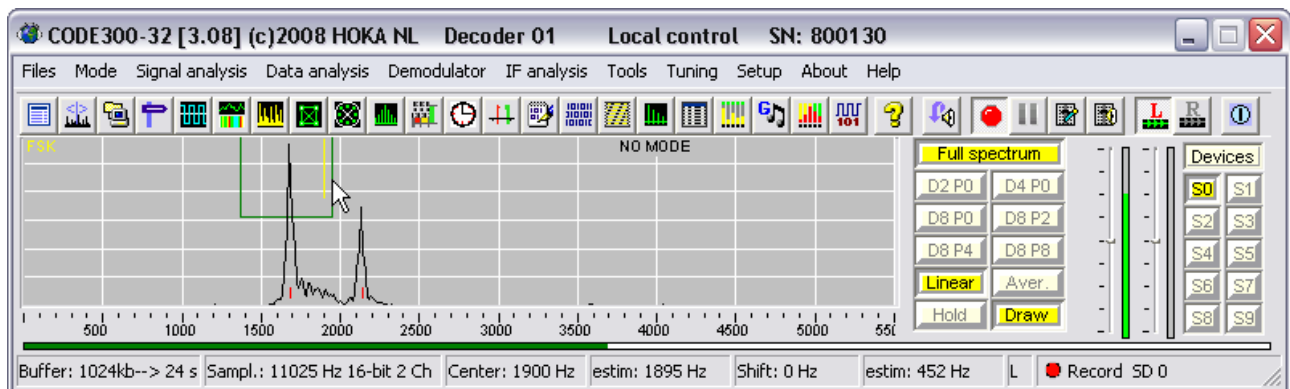 CODE300-32 [3.08] (c)2008 HOKA NL Decoder 01 Local control SN: 800130
Files Mode Signal analysis Data analysis Demodulator IF analysis Tools Tuning Setup About Help
101
G
?
L R
FSK NO MODE
Full spectrum
D2 P0 D4 P0
D8 P0 D8 P2
D8 P4 D8 P8
Linear Aver.
Hold Draw
Devices
S0 S1
S2 S3
S4 S5
S6 S7
S8 S9
500 1000 1500 2000 2500 3000 3500 4000 4500 5000 55(
Buffer: 1024kb--> 24 s Sampl.: 11025 Hz 16-bit 2 Ch Center: 1900 Hz estim: 1895 Hz Shift: 0 Hz estim: 452 Hz L Record SD 0